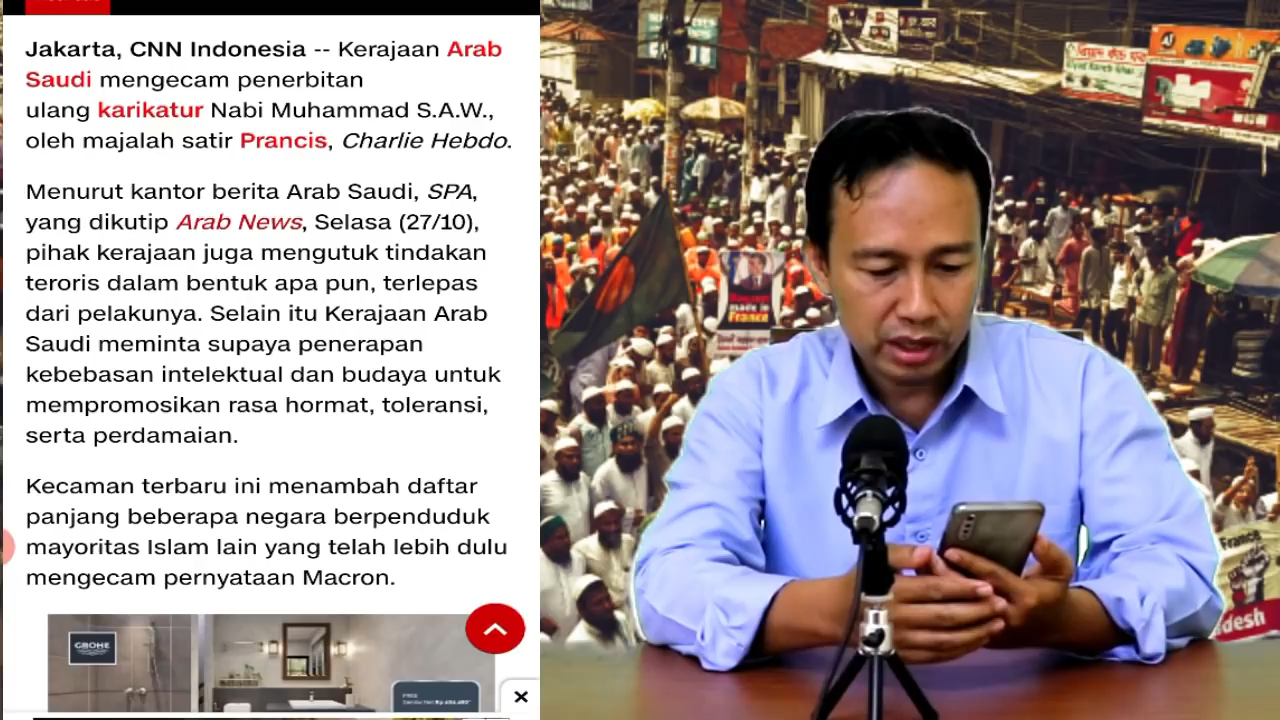 Jakarta, CNN Indonesia -- Kerajaan Arab
Saudi mengecam penerbitan
ulang karikatur Nabi Muhammad S.A.W.,
oleh majalah satir Prancis, Charlie Hebdo.
Menurut kantor berita Arab Saudi, SPA,
yang dikutip Arab News, Selasa (27/10),
pihak kerajaan juga mengutuk tindakan
teroris dalam bentuk apa pun, terlepas
dari pelakunya. Selain itu Kerajaan Arab
Saudi meminta supaya penerapan
kebebasan intelektual dan budaya untuk
mempromosikan rasa hormat, toleransi,
serta perdamaian.
Kecaman terbaru ini menambah daftar
panjang beberapa negara berpenduduk
mayoritas Islam lain yang telah lebih dulu
mengecam pernyataan Macron.
GROHE
made in
France
France
desh